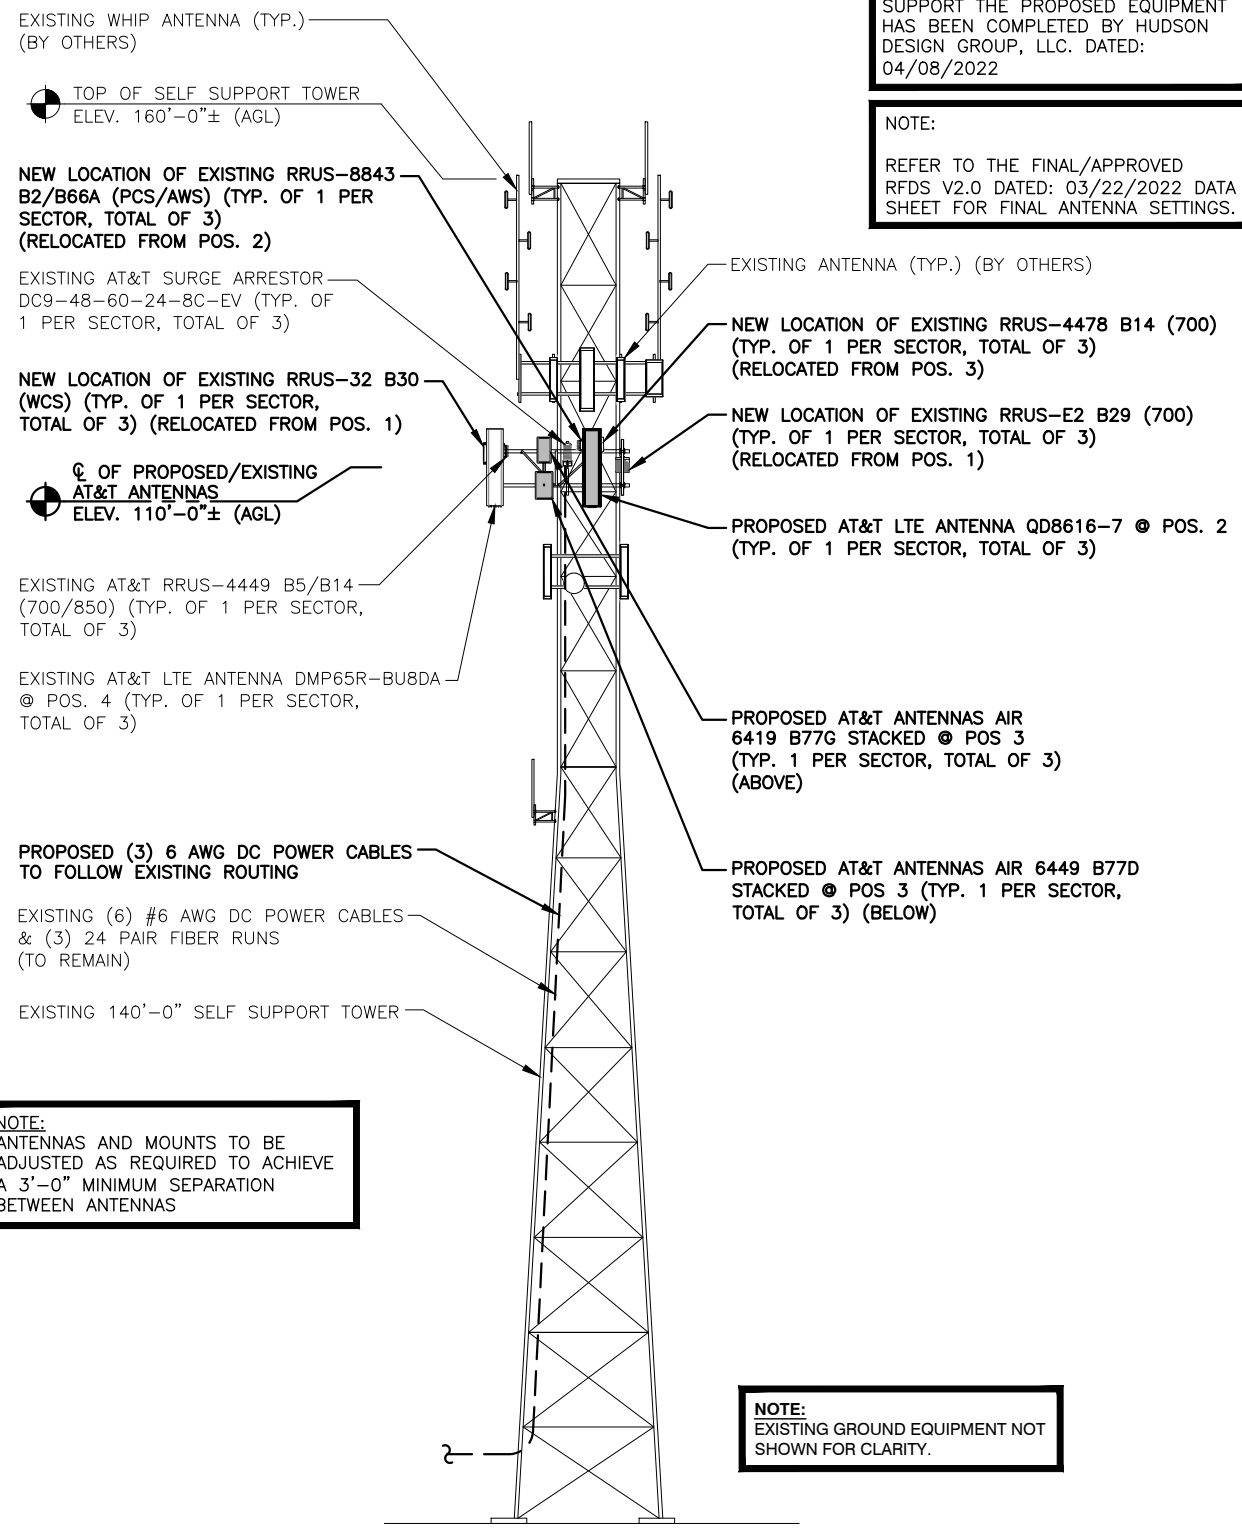 EXISTING WHIP ANTENNA (TYP.)
(BY OTHERS)
TOP OF SELF SUPPORT TOWER
ELEV. 160'-0"± (AGL)
NEW LOCATION OF EXISTING RRUS-8843
B2/B66A (PCS/AWS) (TYP. OF 1 PER
SECTOR, TOTAL OF 3)
(RELOCATED FROM POS. 2)
EXISTING AT&T SURGE ARRESTOR
DC9-48-60-24-8C-EV (TYP. OF
1 PER SECTOR, TOTAL OF 3)
NEW LOCATION OF EXISTING RRUS-32 B30
(WCS) (TYP. OF 1 PER SECTOR,
TOTAL OF 3) (RELOCATED FROM POS. 1)
℄ OF PROPOSED/EXISTING
AT&T ANTENNAS
ELEV. 110'-0"± (AGL)
EXISTING AT&T RRUS-4449 B5/B14
(700/850) (TYP. OF 1 PER SECTOR,
TOTAL OF 3)
EXISTING AT&T LTE ANTENNA DMP65R-BU8DA
@ POS. 4 (TYP. OF 1 PER SECTOR,
TOTAL OF 3)
PROPOSED (3) 6 AWG DC POWER CABLES
TO FOLLOW EXISTING ROUTING
EXISTING (6) #6 AWG DC POWER CABLES
& (3) 24 PAIR FIBER RUNS
(TO REMAIN)
EXISTING 140'-0" SELF SUPPORT TOWER
NOTE:
ANTENNAS AND MOUNTS TO BE
ADJUSTED AS REQUIRED TO ACHIEVE
A 3'-0" MINIMUM SEPARATION
BETWEEN ANTENNAS
SUPPORT THE PROPOSED EQUIPMENT
HAS BEEN COMPLETED BY HUDSON
DESIGN GROUP, LLC. DATED:
04/08/2022
NOTE:
REFER TO THE FINAL/APPROVED
RFDS V2.0 DATED: 03/22/2022 DATA
SHEET FOR FINAL ANTENNA SETTINGS.
EXISTING ANTENNA (TYP.) (BY OTHERS)
NEW LOCATION OF EXISTING RRUS-4478 B14 (700)
(TYP. OF 1 PER SECTOR, TOTAL OF 3)
(RELOCATED FROM POS. 3)
NEW LOCATION OF EXISTING RRUS-E2 B29 (700)
(TYP. OF 1 PER SECTOR, TOTAL OF 3)
(RELOCATED FROM POS. 1)
PROPOSED AT&T LTE ANTENNA QD8616-7 @ POS. 2
(TYP. OF 1 PER SECTOR, TOTAL OF 3)
PROPOSED AT&T ANTENNAS AIR
6419 B77G STACKED @ POS 3
(TYP. 1 PER SECTOR, TOTAL OF 3)
(ABOVE)
PROPOSED AT&T ANTENNAS AIR 6449 B77D
STACKED @ POS 3 (TYP. 1 PER SECTOR,
TOTAL OF 3) (BELOW)
NOTE:
EXISTING GROUND EQUIPMENT NOT
SHOWN FOR CLARITY.